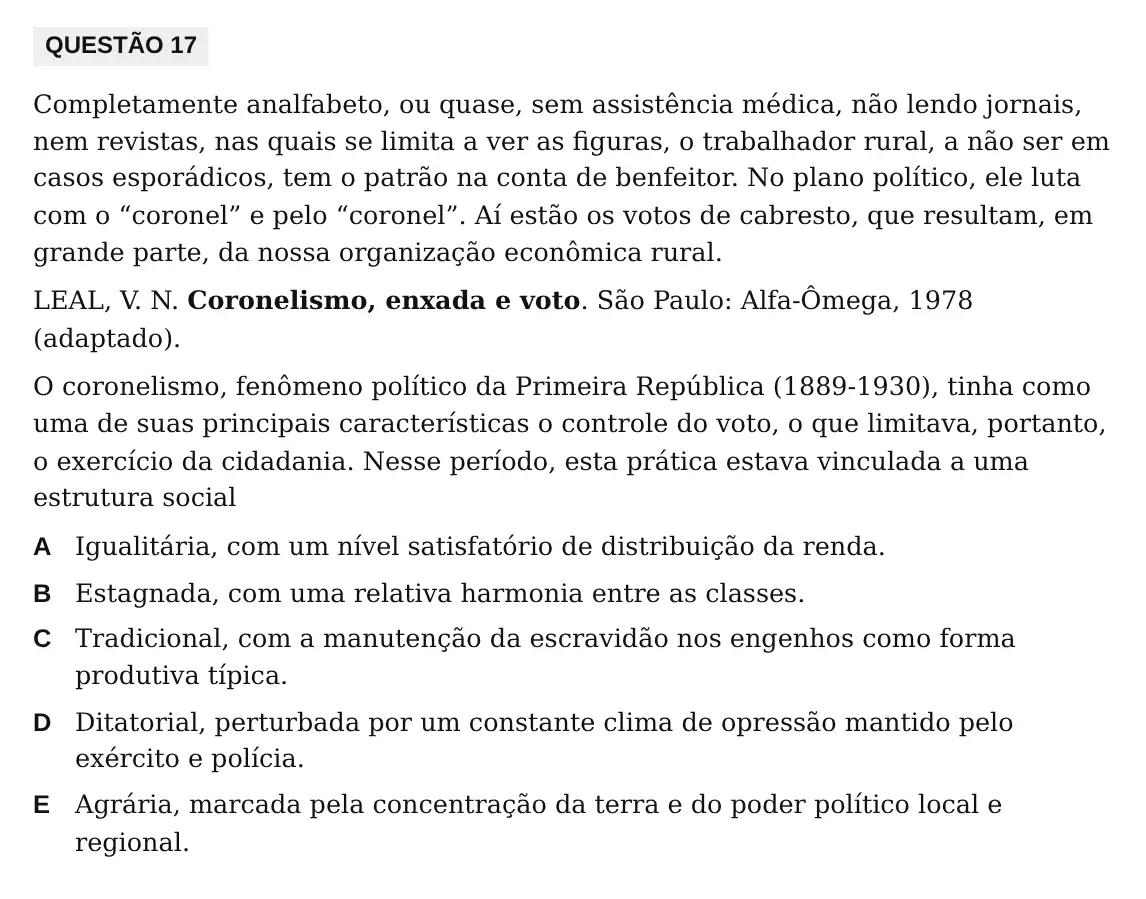 QUESTÃO 17
Completamente analfabeto, ou quase, sem assistência médica, não lendo jornais,
nem revistas, nas quais se limita a ver as figuras, o trabalhador rural, a não ser em
casos esporádicos, tem o patrão na conta de benfeitor. No plano político, ele luta
com o “coronel” e pelo “coronel”. Aí estão os votos de cabresto, que resultam, em
grande parte, da nossa organização econômica rural.
LEAL, V. N. Coronelismo, enxada e voto. São Paulo: Alfa-Ômega, 1978
(adaptado).
O coronelismo, fenômeno político da Primeira República (1889-1930), tinha como
uma de suas principais características o controle do voto, o que limitava, portanto,
o exercício da cidadania. Nesse período, esta prática estava vinculada a uma
estrutura social
A Igualitária, com um nível satisfatório de distribuição da renda.
B Estagnada, com uma relativa harmonia entre as classes.
C Tradicional, com a manutenção da escravidão nos engenhos como forma
produtiva típica.
D Ditatorial, perturbada por um constante clima de opressão mantido pelo
exército e polícia.
E Agrária, marcada pela concentração da terra e do poder político local e
regional.